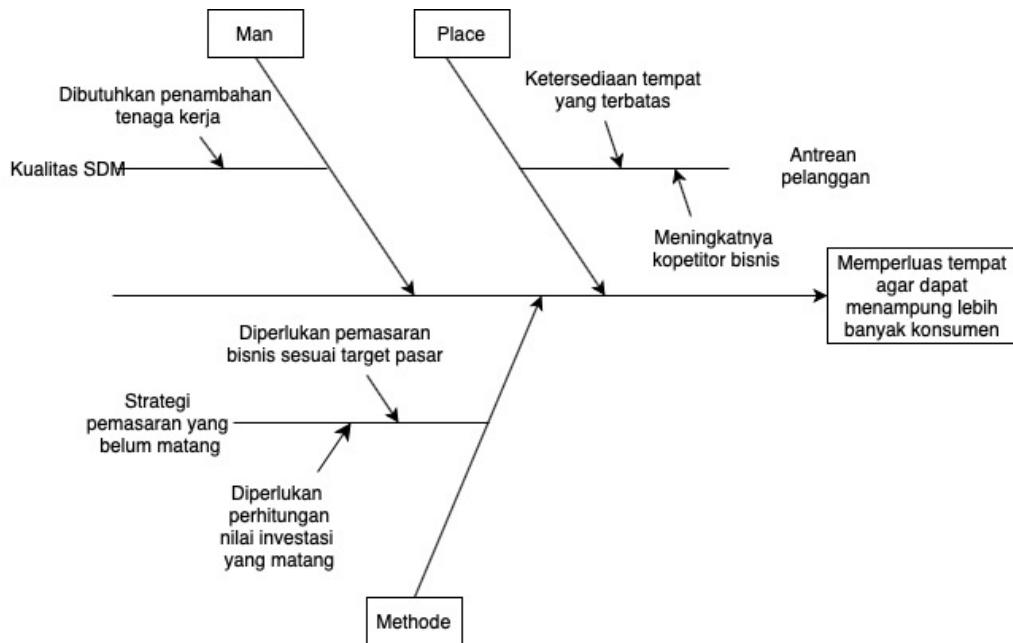 Man
Place
Dibutuhkan penambahan
tenaga kerja
Kualitas SDM
Ketersediaan tempat
yang terbatas
Antrean
pelanggan
Meningkatnya
kopetitor bisnis
Memperluas tempat
agar dapat
menampung lebih
banyak konsumen
Diperlukan pemasaran
bisnis sesuai target pasar
Strategi
pemasaran yang
belum matang
Diperlukan
perhitungan
nilai investasi
yang matang
Methode